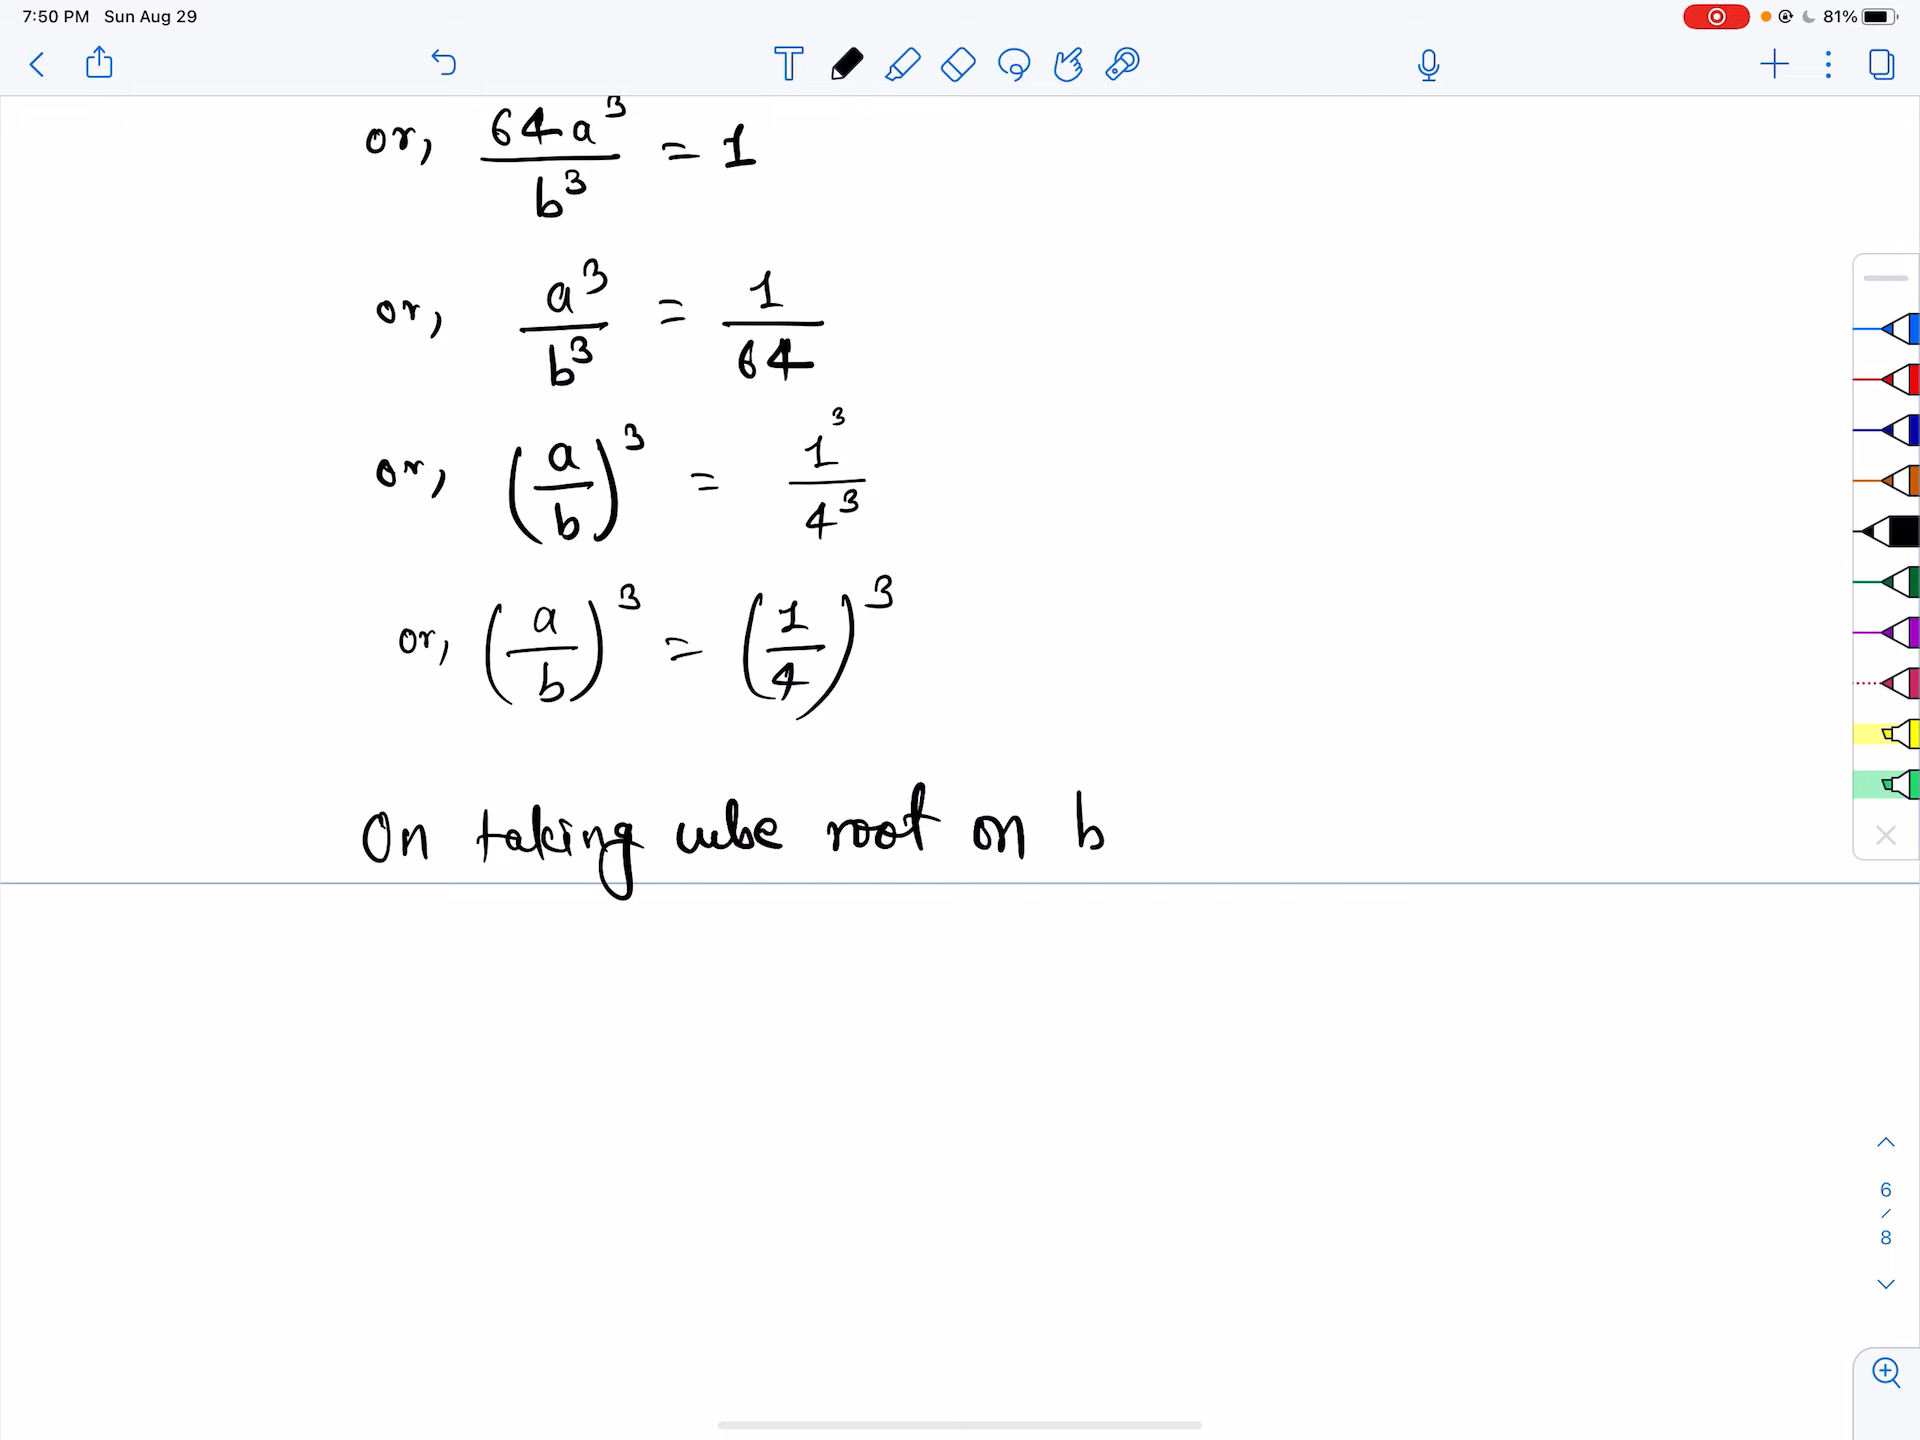 7:50 PM Sun Aug 29
81%
or, 64a³/b³ = 1
or, a³/b³ = 1/64
or, (a/b)³ = 1³/4³
or, (a/b)³ = (1/4)³
On taking cube root on b
6
/
8